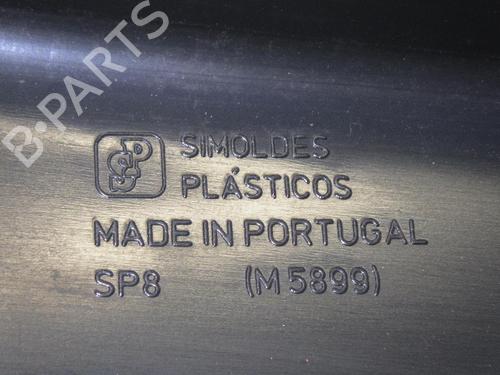 B·PARTS
SIMOLDES
PLÁSTICOS
MADE IN PORTUGAL
SP8 (M5899)